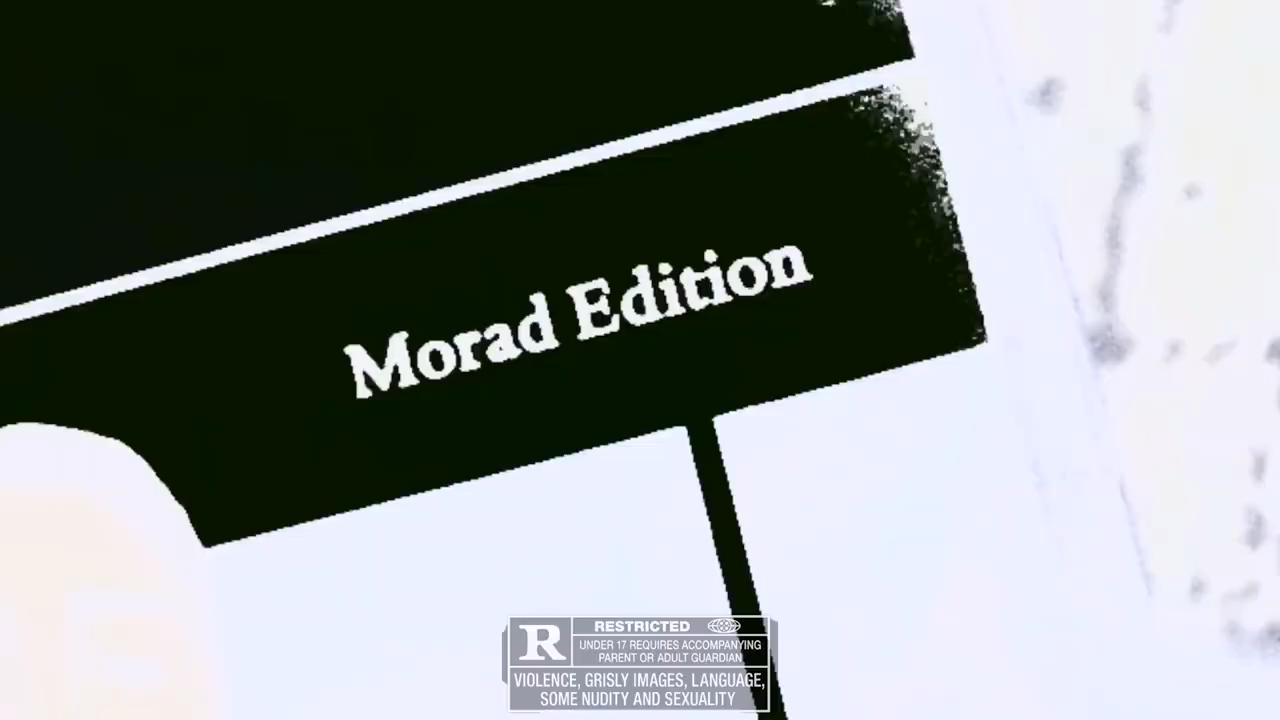 Morad Edition
R
RESTRICTED
UNDER 17 REQUIRES ACCOMPANYING
PARENT OR ADULT GUARDIAN
VIOLENCE, GRISLY IMAGES, LANGUAGE,
SOME NUDITY AND SEXUALITY